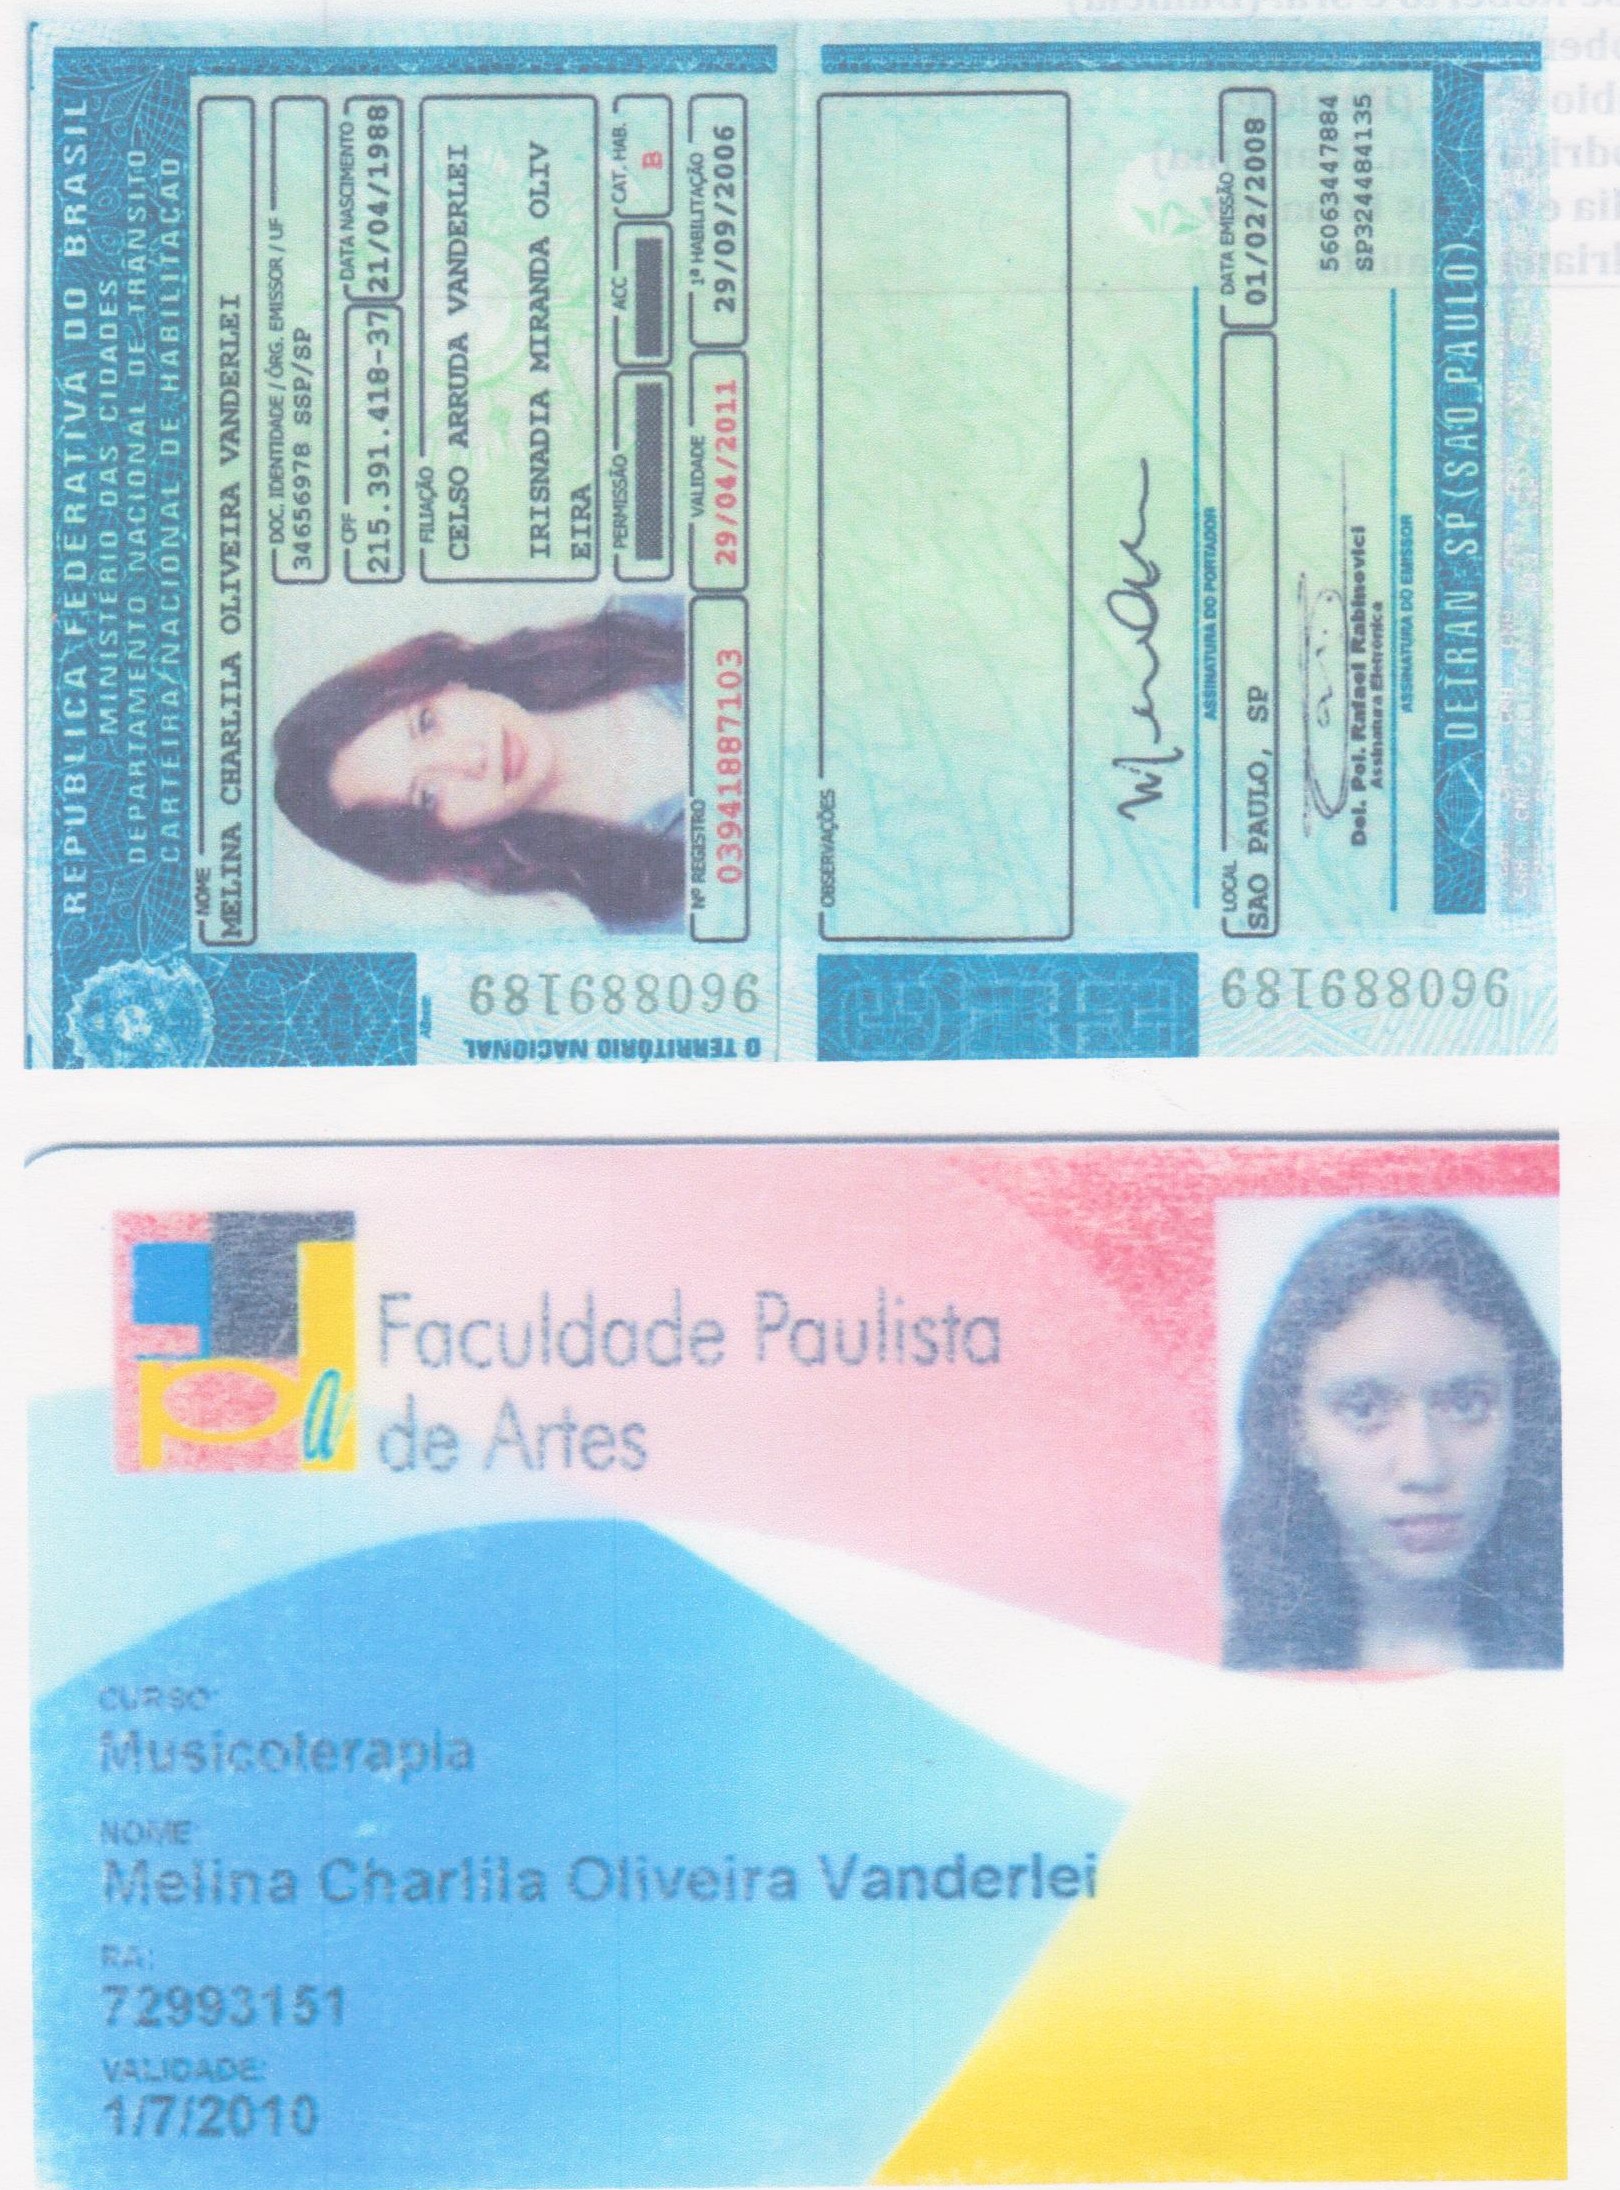 REPÚBLICA FEDERATIVA DO BRASIL
MINISTÉRIO DAS CIDADES
DEPARTAMENTO NACIONAL DE TRÂNSITO
CARTEIRA NACIONAL DE HABILITAÇÃO
NOME
MELINA CHARLILA OLIVEIRA VANDERLEI
DOC. IDENTIDADE / ÓRG. EMISSOR / UF
34656978 SSP/SP
CPF
DATA NASCIMENTO
215.391.418-37
21/04/1988
FILIAÇÃO
CELSO ARRUDA VANDERLEI
IRISNADIA MIRANDA OLIV
EIRA
PERMISSÃO
ACC
CAT. HAB.
B
Nº REGISTRO
VALIDADE
1ª HABILITAÇÃO
03941887103
29/04/2011
29/09/2006
O TERRITÓRIO NACIONAL
960889189
OBSERVAÇÕES
ASSINATURA DO PORTADOR
LOCAL
DATA EMISSÃO
SAO PAULO, SP
01/02/2008
56063447884
SP324484135
Del. Pol. Rafael Rabinovici
Assinatura Eletrônica
ASSINATURA DO EMISSOR
DETRAN-SP (SAO PAULO)
960889189
Faculdade Paulista
de Artes
CURSO:
Musicoterapia
NOME
Melina Charlila Oliveira Vanderlei
RA:
72993151
VALIDADE:
1/7/2010